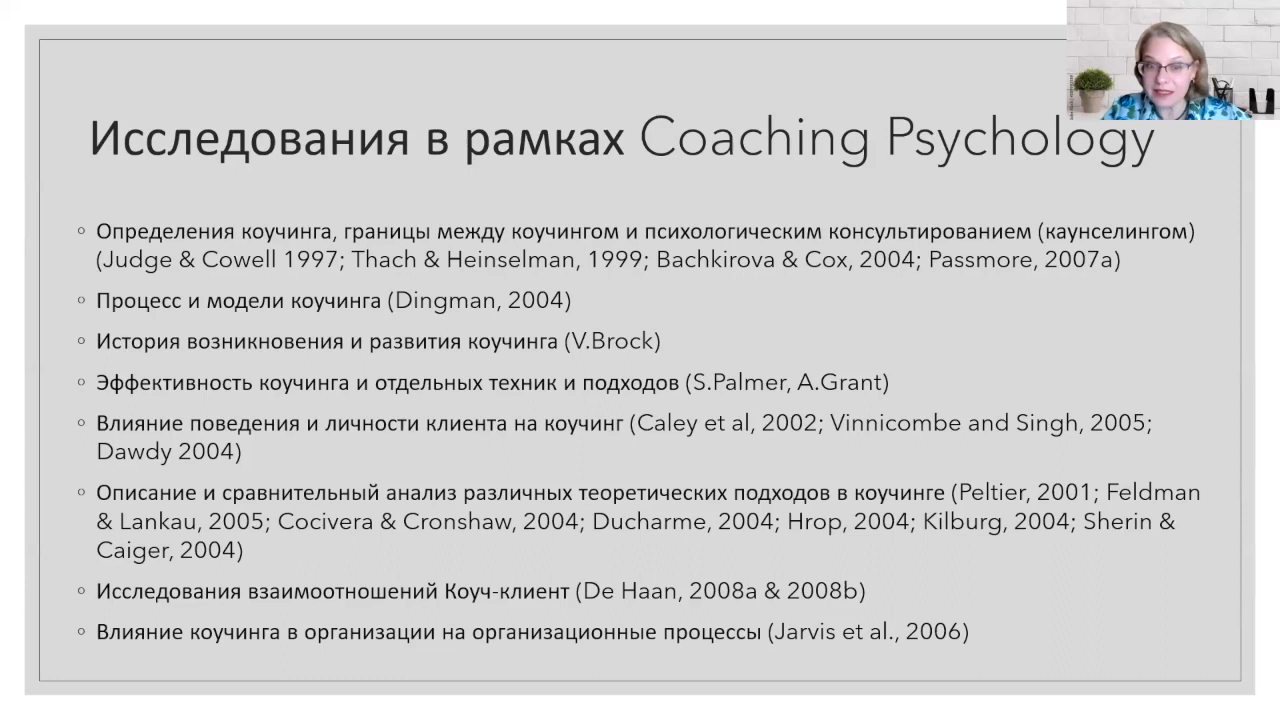 Исследования в рамках Coaching Psychology
◦ Определения коучинга, границы между коучингом и психологическим консультированием (каунселингом)
(Judge & Cowell 1997; Thach & Heinselman, 1999; Bachkirova & Cox, 2004; Passmore, 2007a)
◦ Процесс и модели коучинга (Dingman, 2004)
◦ История возникновения и развития коучинга (V.Brock)
◦ Эффективность коучинга и отдельных техник и подходов (S.Palmer, A.Grant)
◦ Влияние поведения и личности клиента на коучинг (Caley et al, 2002; Vinnicombe and Singh, 2005;
Dawdy 2004)
◦ Описание и сравнительный анализ различных теоретических подходов в коучинге (Peltier, 2001; Feldman
& Lankau, 2005; Cocivera & Cronshaw, 2004; Ducharme, 2004; Hrop, 2004; Kilburg, 2004; Sherin &
Caiger, 2004)
◦ Исследования взаимоотношений Коуч-клиент (De Haan, 2008a & 2008b)
◦ Влияние коучинга в организации на организационные процессы (Jarvis et al., 2006)